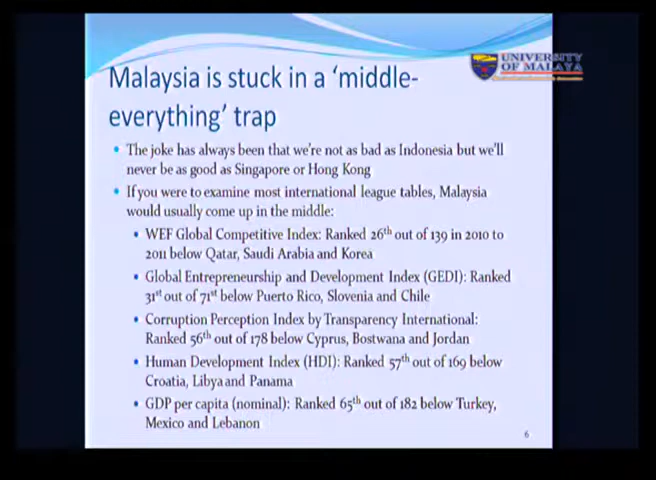 UNIVERSITY
OF MALAYA
Malaysia is stuck in a ‘middle-
everything’ trap
• The joke has always been that we’re not as bad as Indonesia but we’ll
never be as good as Singapore or Hong Kong
• If you were to examine most international league tables, Malaysia
would usually come up in the middle:
• WEF Global Competitive Index: Ranked 26th out of 139 in 2010 to
2011 below Qatar, Saudi Arabia and Korea
• Global Entrepreneurship and Development Index (GEDI): Ranked
31st out of 71st below Puerto Rico, Slovenia and Chile
• Corruption Perception Index by Transparency International:
Ranked 56th out of 178 below Cyprus, Bostwana and Jordan
• Human Development Index (HDI): Ranked 57th out of 169 below
Croatia, Libya and Panama
• GDP per capita (nominal): Ranked 65th out of 182 below Turkey,
Mexico and Lebanon
6